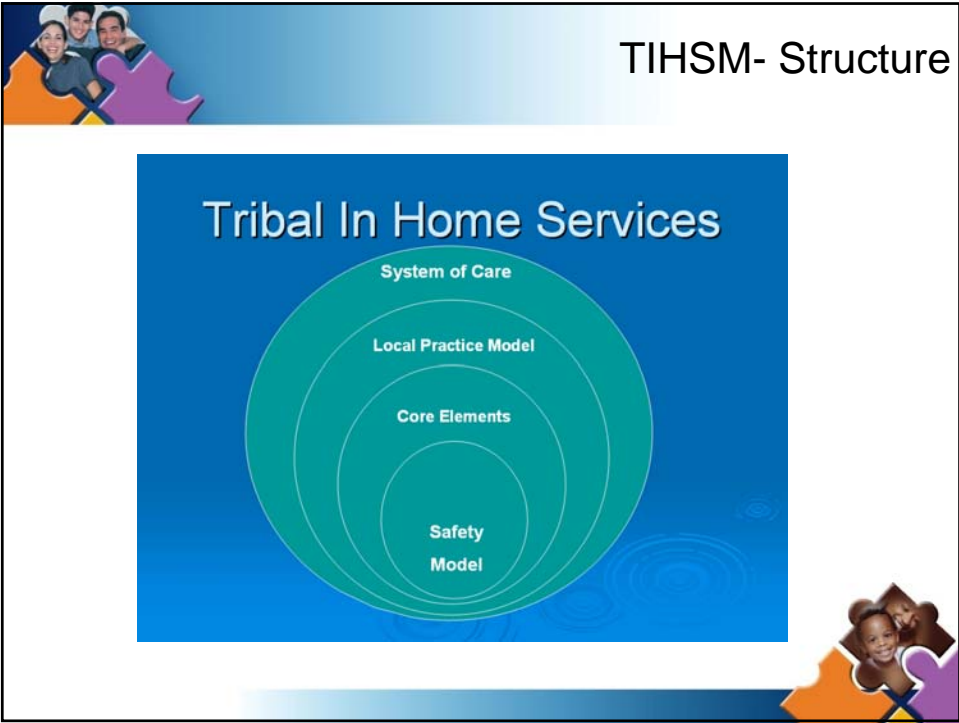 TIHSM- Structure
Tribal In Home Services
System of Care
Local Practice Model
Core Elements
Safety
Model